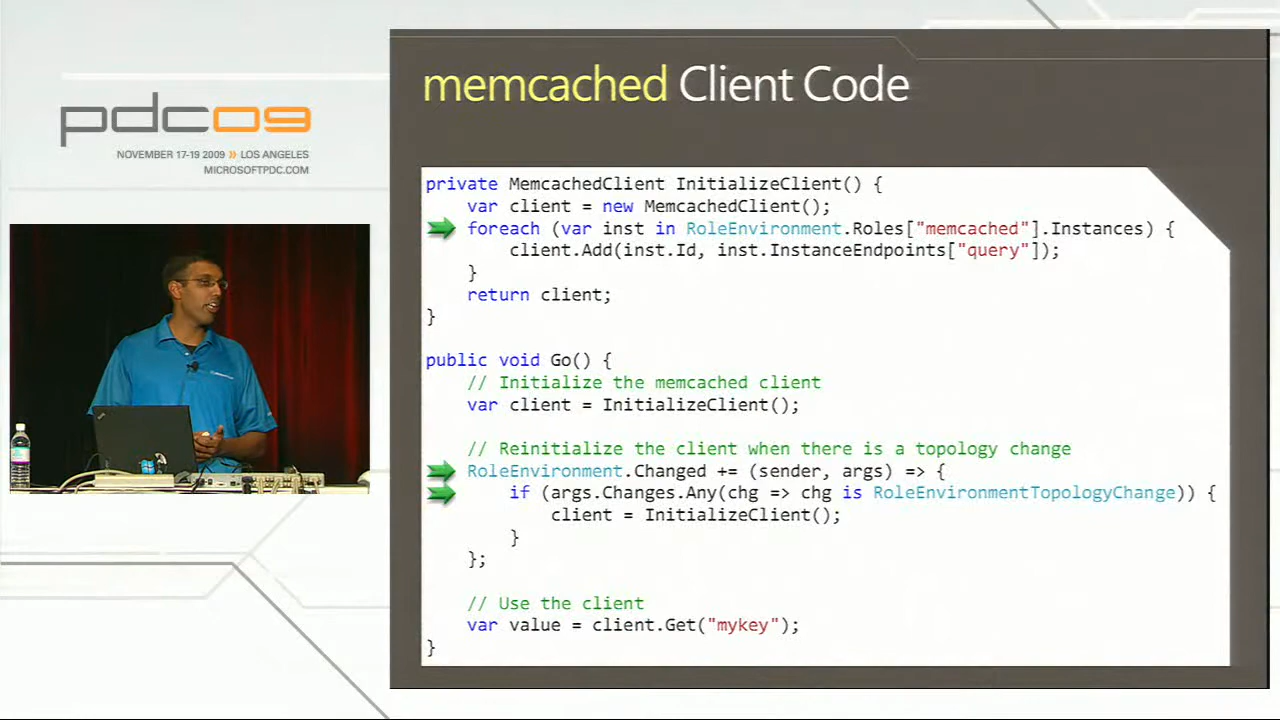 pdc09
NOVEMBER 17-19 2009 » LOS ANGELES
MICROSOFTPDC.COM
memcached Client Code
private MemcachedClient InitializeClient() {
var client = new MemcachedClient();
foreach (var inst in RoleEnvironment.Roles["memcached"].Instances) {
client.Add(inst.Id, inst.InstanceEndpoints["query"]);
}
return client;
}
public void Go() {
// Initialize the memcached client
var client = InitializeClient();
// Reinitialize the client when there is a topology change
RoleEnvironment.Changed += (sender, args) => {
if (args.Changes.Any(chg => chg is RoleEnvironmentTopologyChange)) {
client = InitializeClient();
}
};
// Use the client
var value = client.Get("mykey");
}